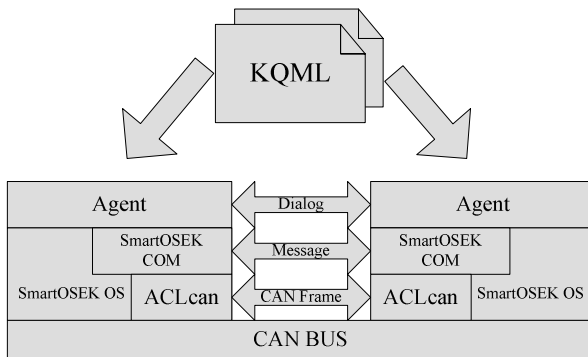 KQML
Agent
Dialog
Agent
SmartOSEK
COM
Message
SmartOSEK
COM
SmartOSEK OS
ACLcan
CAN Frame
ACLcan
SmartOSEK OS
CAN BUS